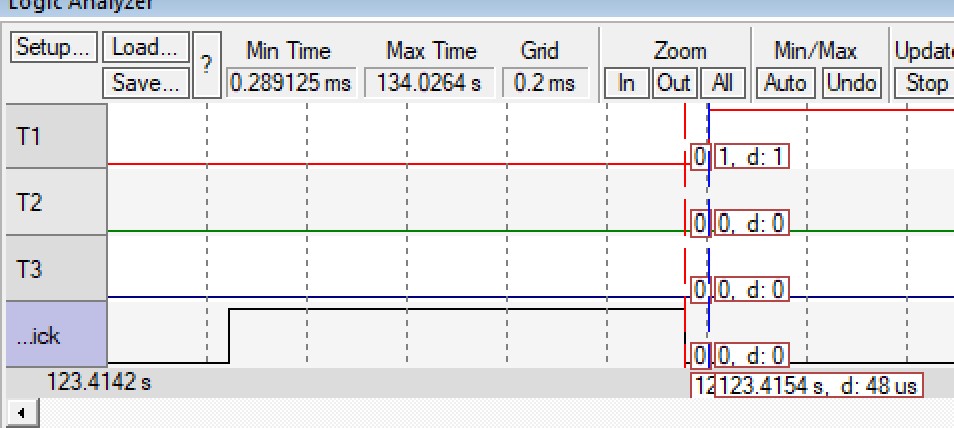 Logic Analyzer
Setup... Load... ? Min Time Max Time Grid Zoom Min/Max Update
Save... 0.289125 ms 134.0264 s 0.2 ms In Out All Auto Undo Stop
T1 0 1, d: 1
T2 0 0, d: 0
T3 0 0, d: 0
...ick 0 0, d: 0
123.4142 s 12 123.4154 s, d: 48 us